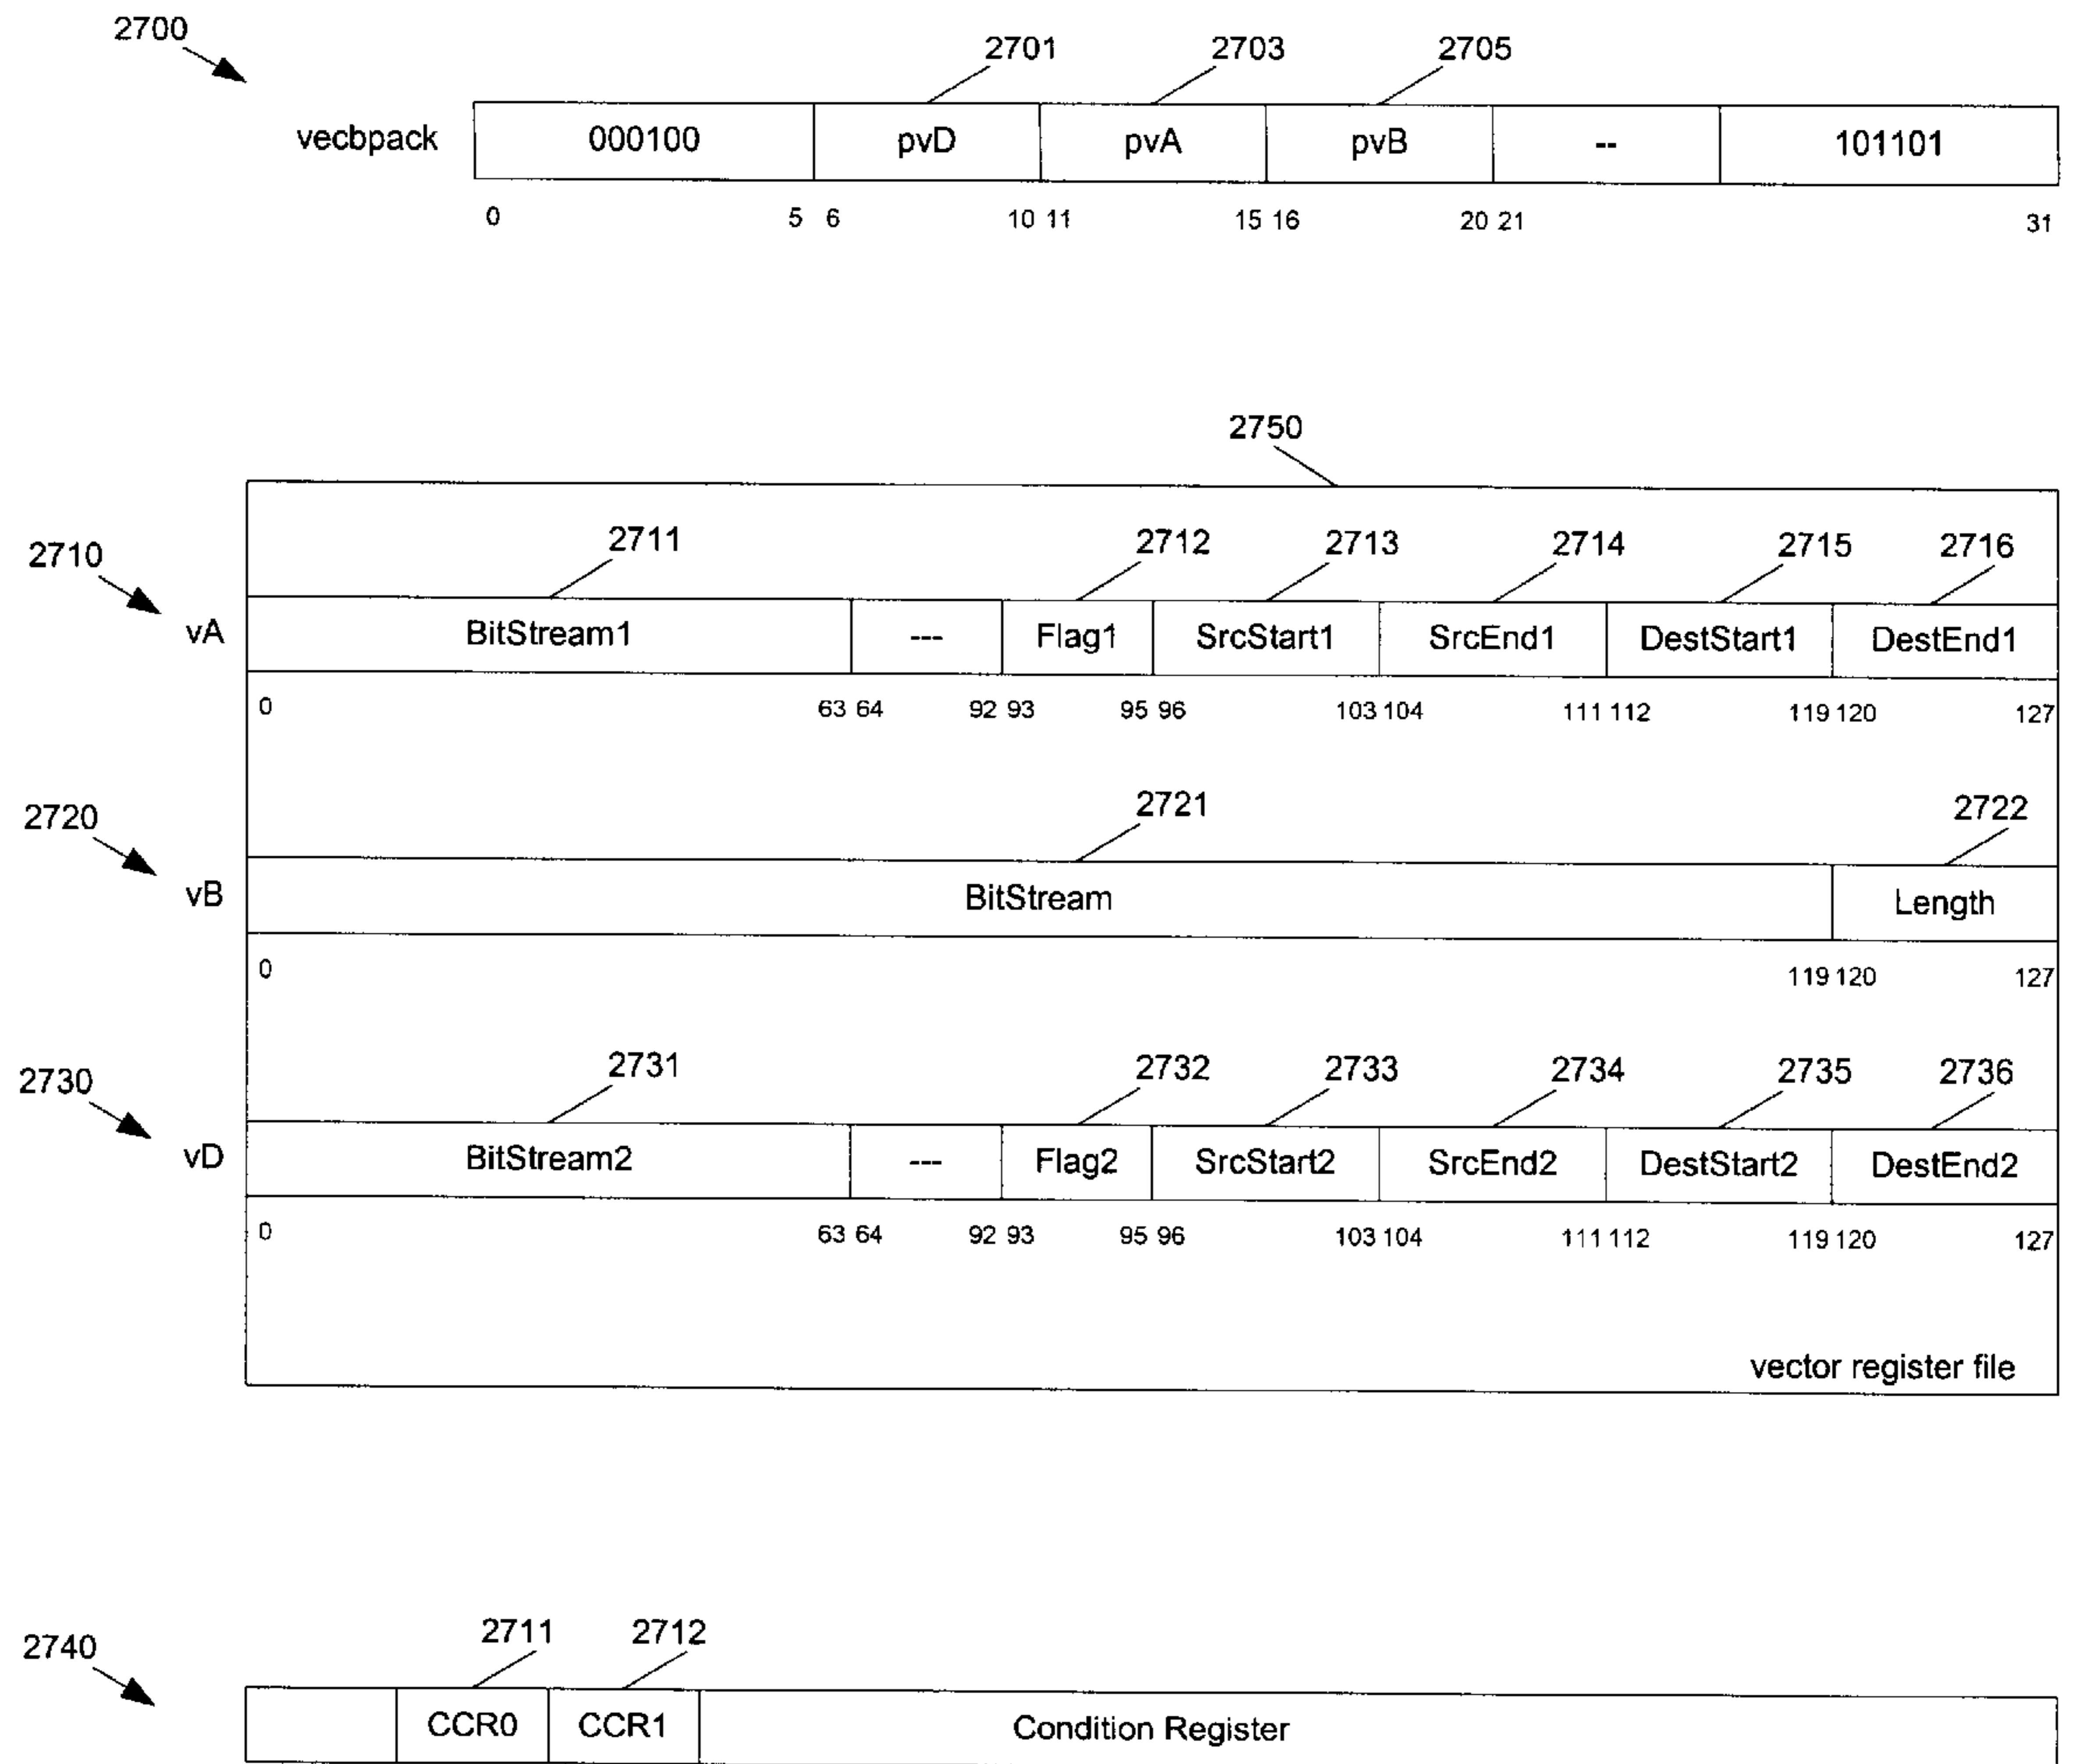 2700
2701 2703 2705
vecbpack 000100 pvD pvA pvB -- 101101
0 5 6 10 11 15 16 20 21 31
2750
2710 2711 2712 2713 2714 2715 2716
vA BitStream1 --- Flag1 SrcStart1 SrcEnd1 DestStart1 DestEnd1
0 63 64 92 93 95 96 103 104 111 112 119 120 127
2720 2721 2722
vB BitStream Length
0 119 120 127
2730 2731 2732 2733 2734 2735 2736
vD BitStream2 --- Flag2 SrcStart2 SrcEnd2 DestStart2 DestEnd2
0 63 64 92 93 95 96 103 104 111 112 119 120 127
vector register file
2740 2711 2712
CCR0 CCR1 Condition Register